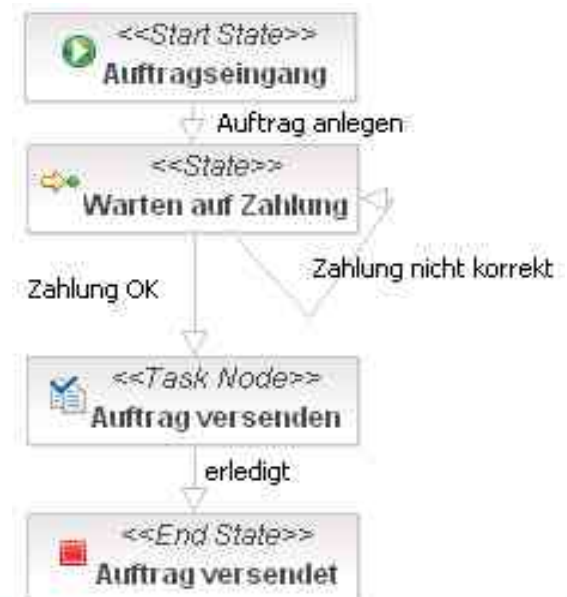 <<Start State>>
Auftragseingang
Auftrag anlegen
<<State>>
Warten auf Zahlung
Zahlung nicht korrekt
Zahlung OK
<<Task Node>>
Auftrag versenden
erledigt
<<End State>>
Auftrag versendet